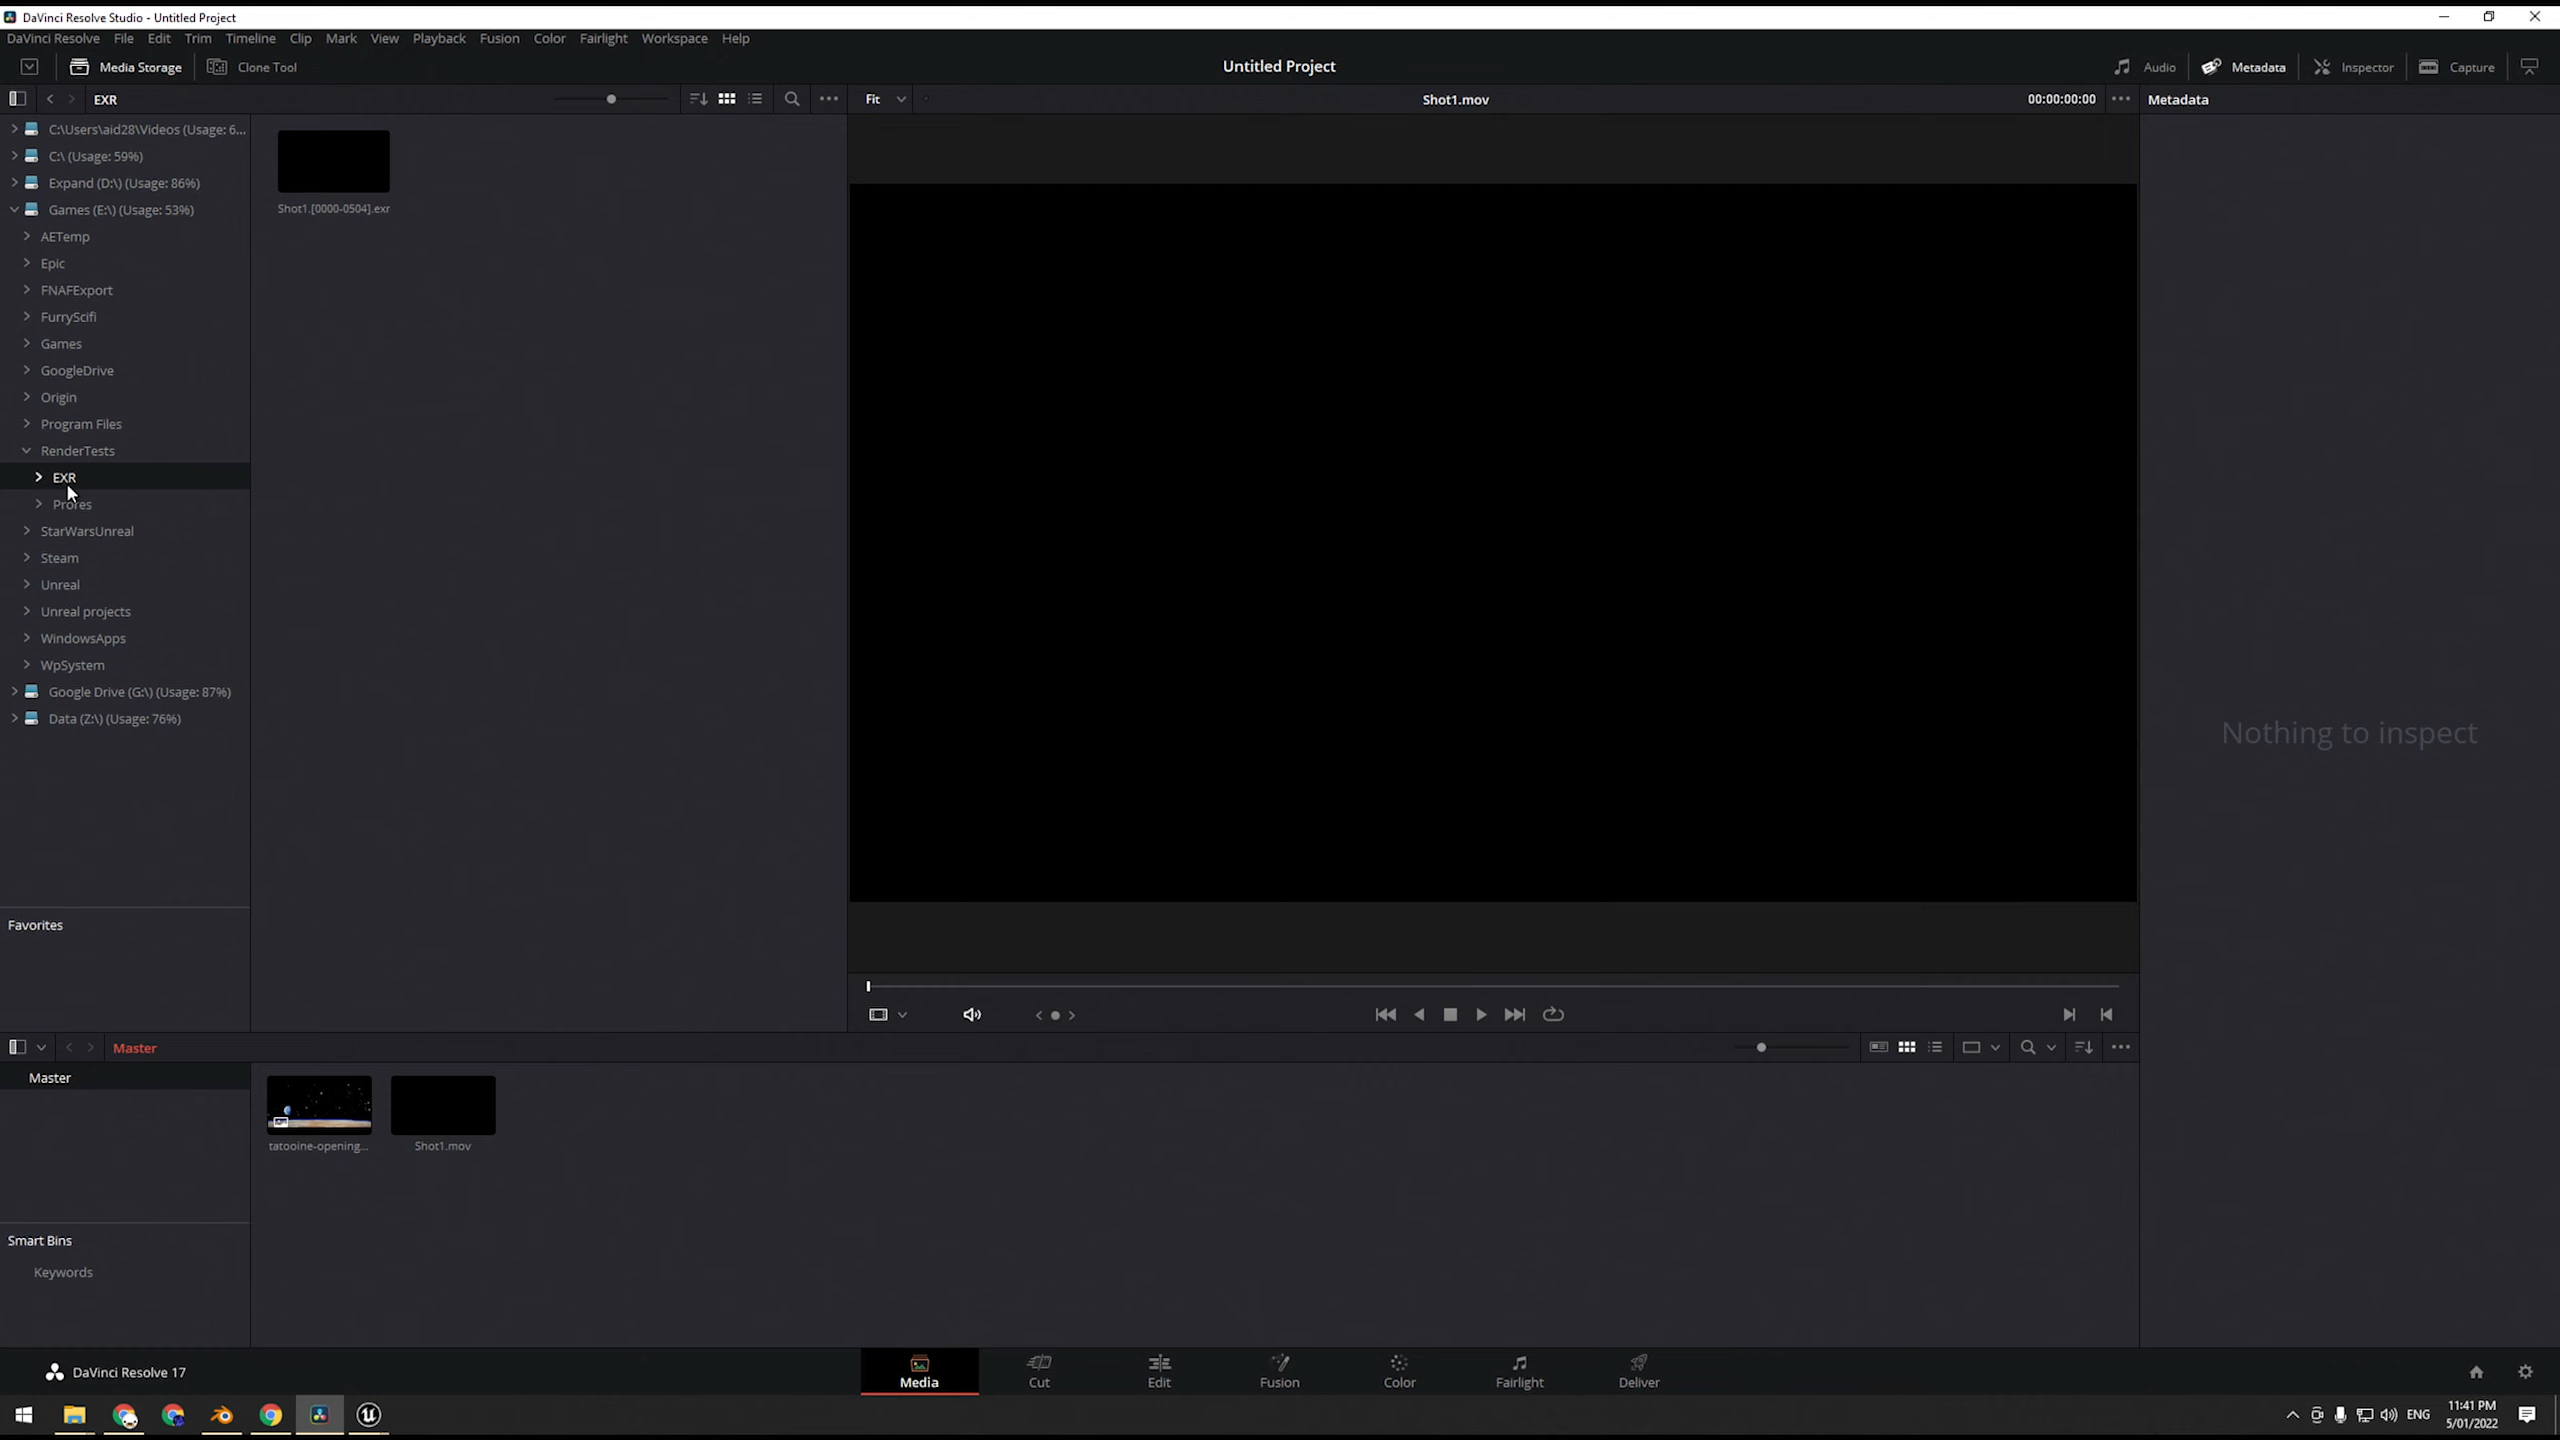 DaVinci Resolve Studio - Untitled Project
DaVinci Resolve File Edit Trim Timeline Clip Mark View Playback Fusion Color Fairlight Workspace Help
Media Storage Clone Tool Untitled Project Audio Metadata Inspector Capture
EXR Fit Shot1.mov 00:00:00:00 Metadata
C:\Users\aid28\Videos (Usage: 6...
C:\ (Usage: 59%)
Expand (D:\) (Usage: 86%)
Games (E:\) (Usage: 53%)
AETemp
Epic
FNAFExport
FurryScifi
Games
GoogleDrive
Origin
Program Files
RenderTests
EXR
Prores
StarWarsUnreal
Steam
Unreal
Unreal projects
WindowsApps
WpSystem
Google Drive (G:\) (Usage: 87%)
Data (Z:\) (Usage: 76%)
Shot1.[0000-0504].exr
Nothing to inspect
Favorites
Master
Master
tatooine-opening... Shot1.mov
Smart Bins
Keywords
DaVinci Resolve 17
Media Cut Edit Fusion Color Fairlight Deliver
ENG 11:41 PM
5/01/2022